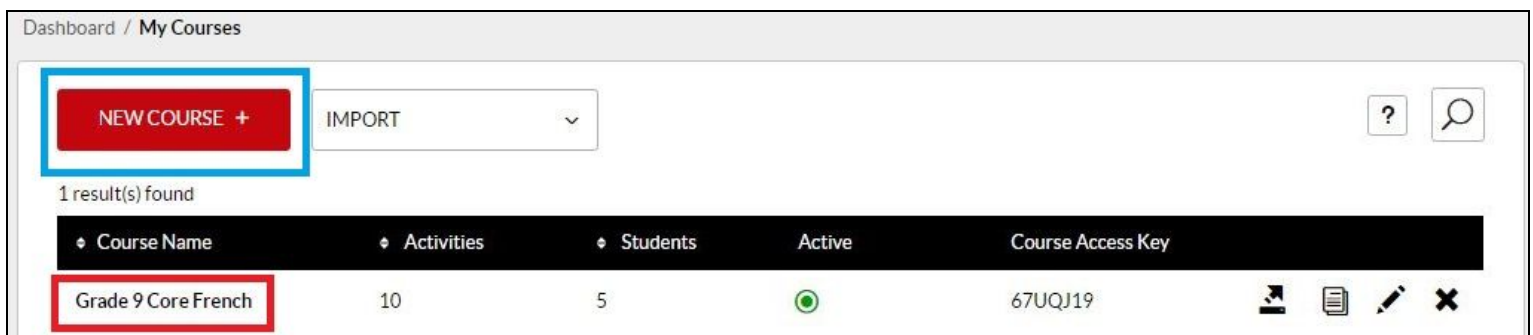 Dashboard / My Courses
NEW COURSE + IMPORT ?
1 result(s) found
Course Name Activities Students Active Course Access Key
Grade 9 Core French 10 5 67UQJ19